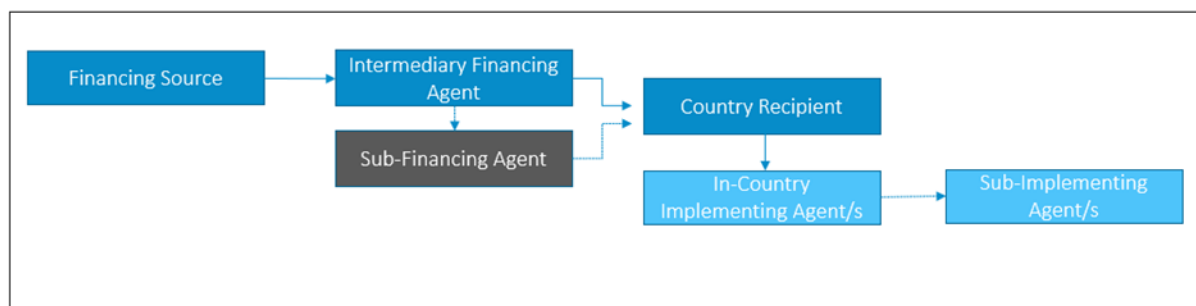 Financing Source
Intermediary Financing
Agent
Sub-Financing Agent
Country Recipient
In-Country
Implementing Agent/s
Sub-Implementing
Agent/s